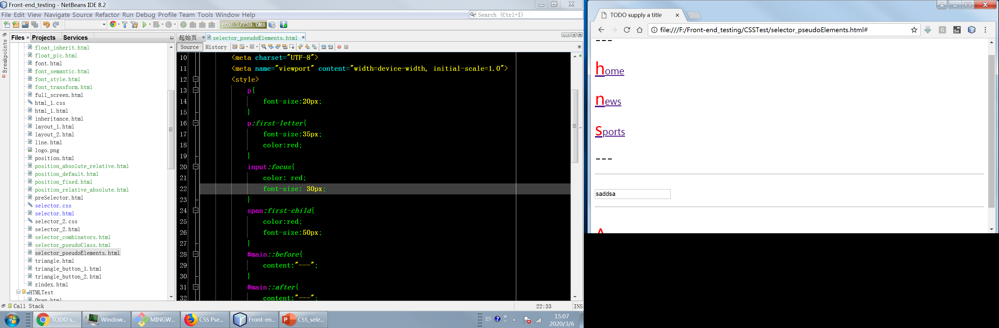 Front-end_testing - NetBeans IDE 8.2
File Edit View Navigate Source Refactor Run Debug Profile Team Tools Window Help
Search (Ctrl+I)
626.2/739.0MB
Breakpoints
Files Projects Services
float_inherit.html
float_pic.html
font.html
font_semantic.html
font_style.html
font_transform.html
full_screen.html
html_1.css
html_1.html
inheritance.html
layout_1.html
layout_2.html
line.html
logo.png
position.html
position_absolute_relative.html
position_default.html
position_fixed.html
position_relative_absolute.html
preSelector.html
selector.css
selector.html
selector_2.css
selector_2.html
selector_combinators.html
selector_pseudoClass.html
selector_pseudoElements.html
triangle.html
triangle_button_1.html
triangle_button_2.html
zindex.html
HTMLTest
起始页 selector_pseudoElements.html
Source History
10 <meta charset="UTF-8">
11 <meta name="viewport" content="width=device-width, initial-scale=1.0">
12 <style>
13 p{
14 font-size:20px;
15 }
16 p:first-letter{
17 font-size:35px;
18 color:red;
19 }
20 input:focus{
21 color: red;
22 font-size: 30px;
23 }
24 span:first-child{
25 color:red;
26 font-size:50px;
27 }
28 #main::before{
29 content:"---";
30 }
31 #main::after{
32 content:"---";
Call Stack
22:33 INS
TODO s...
Window...
MINGW...
CSS Pse...
Front-en...
CSS_sele...
EN
15:07
2020/3/6
TODO supply a title
file:///F:/Front-end_testing/CSSTest/selector_pseudoElements.html#
---
home
news
sports
---
saddsa